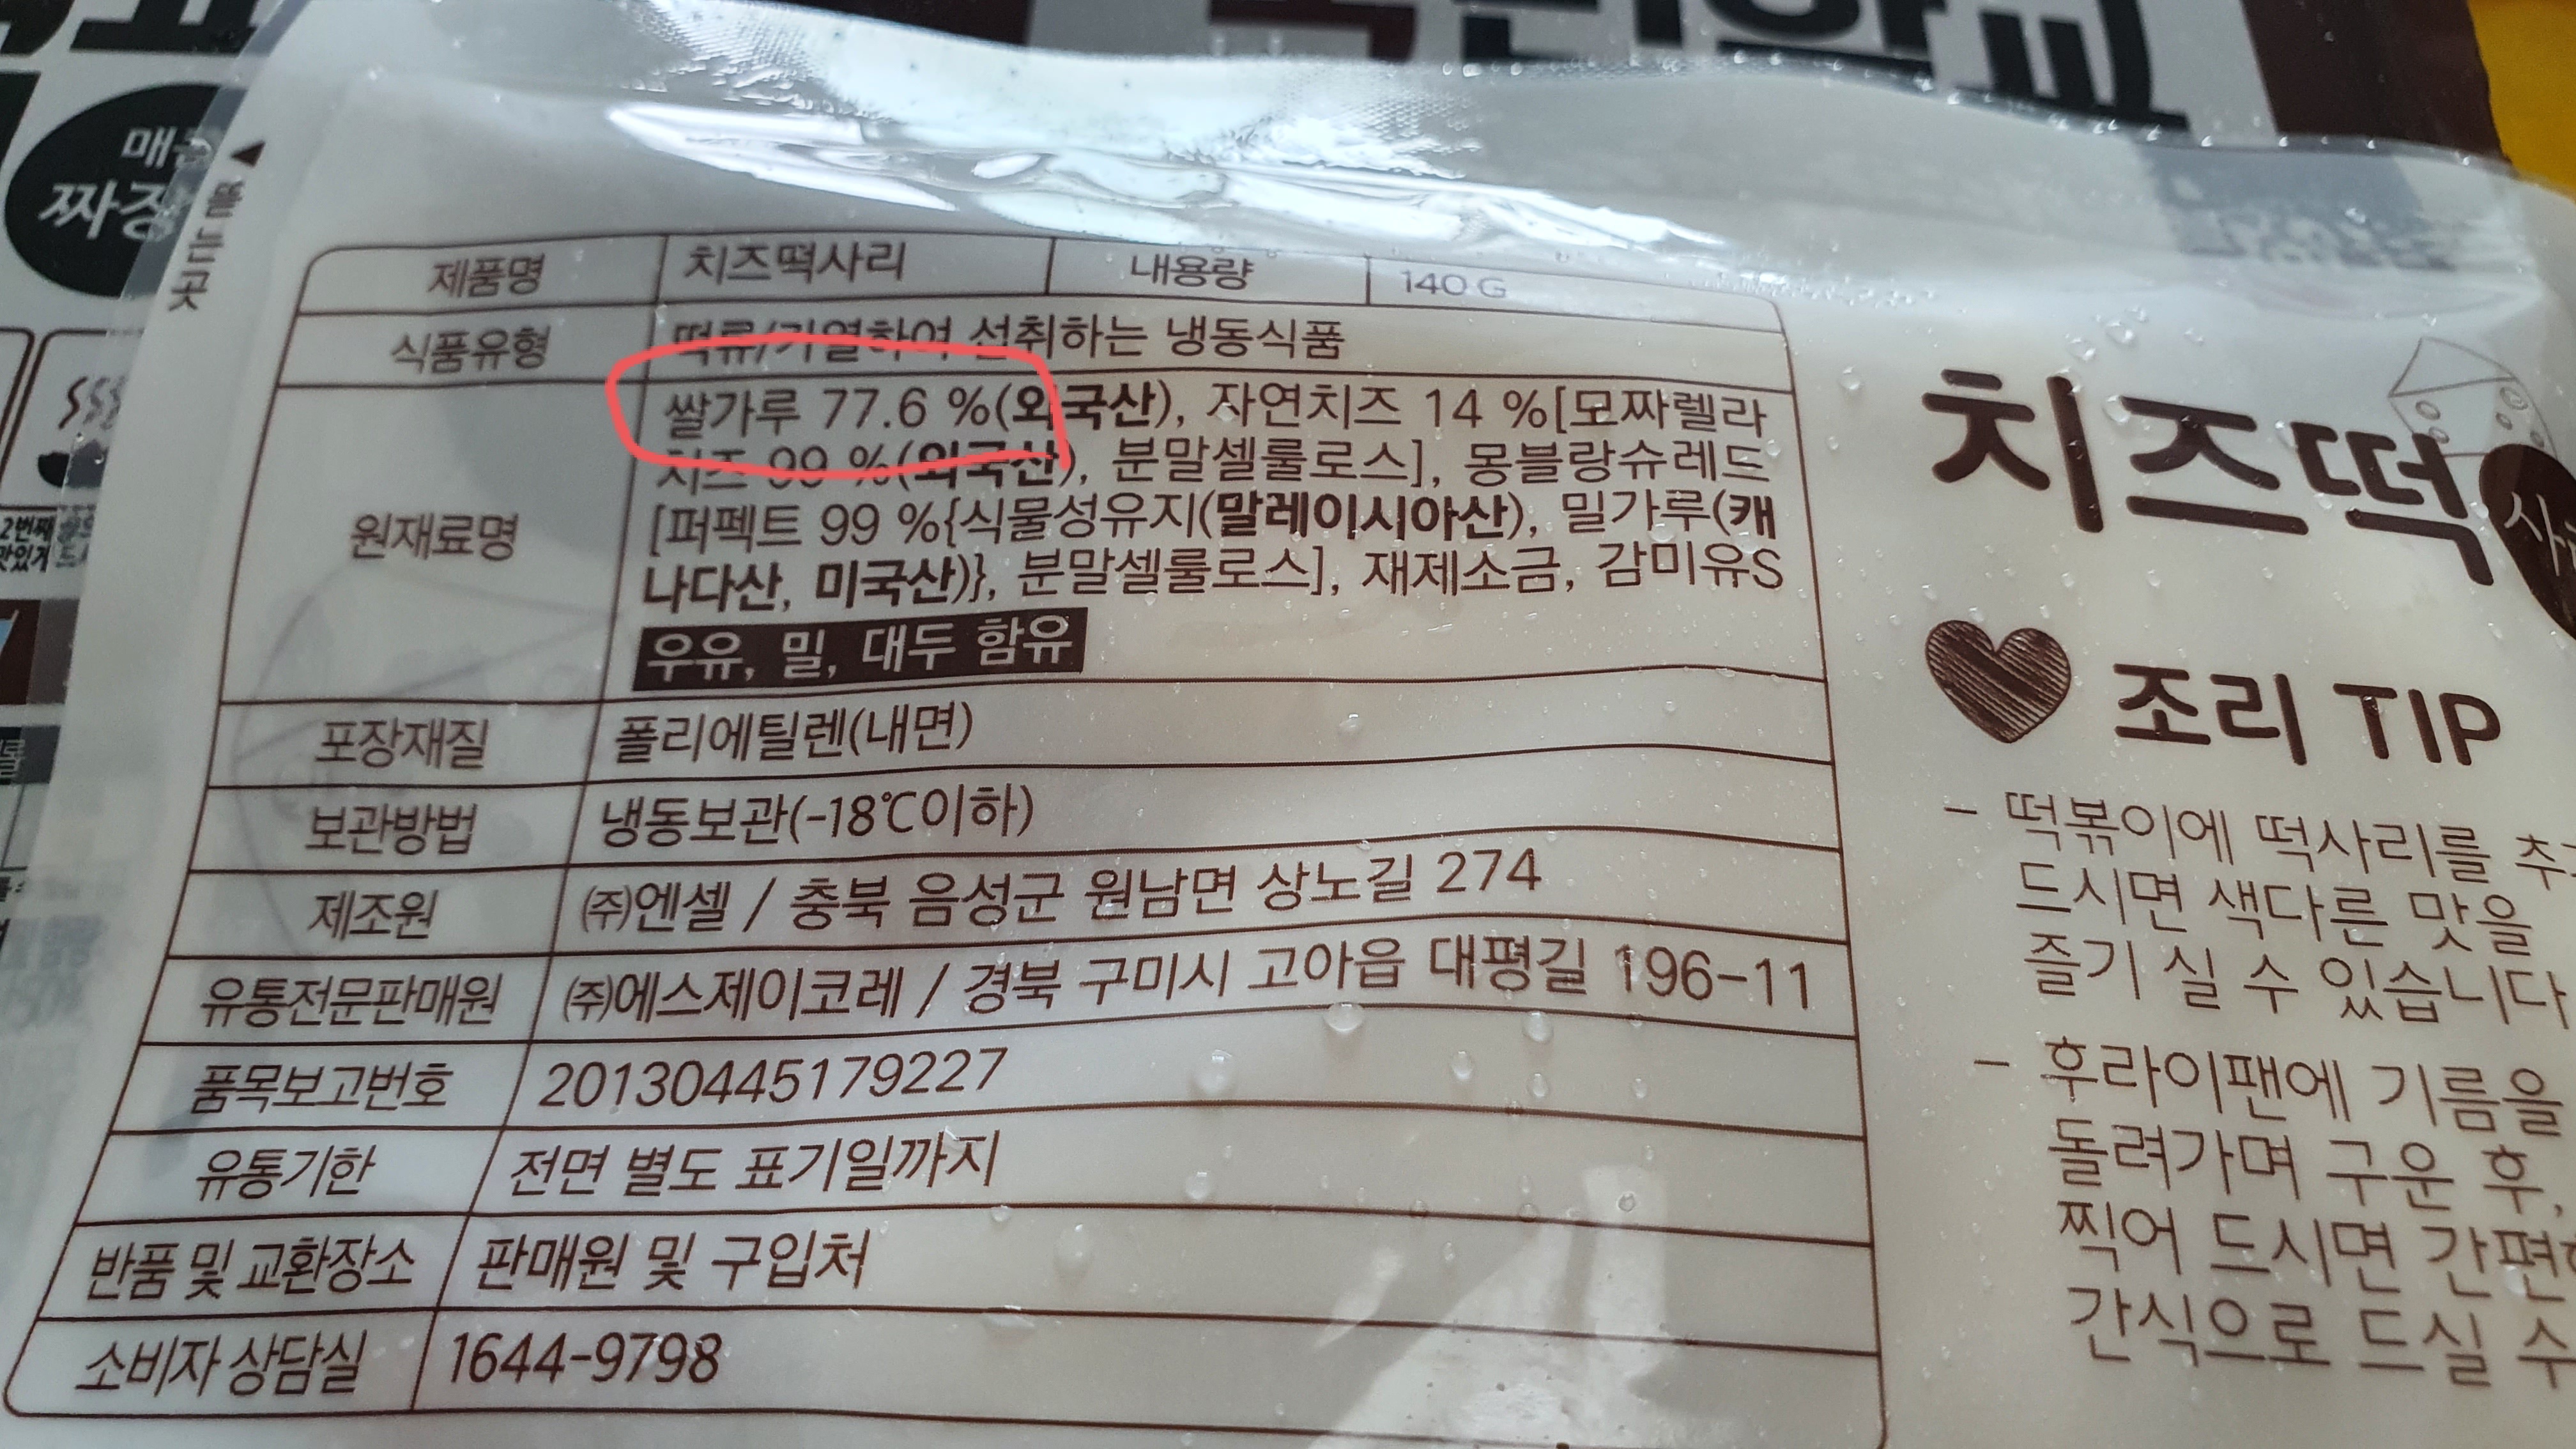 매콤
짜장
▼ 뜯는곳
2번째
맛있게
제품명 치즈떡사리 내용량 140 G
식품유형 떡류/가열하여 섭취하는 냉동식품
원재료명 쌀가루 77.6 %(외국산), 자연치즈 14 %[모짜렐라
치즈 99 %(외국산), 분말셀룰로스], 몽블랑슈레드
[퍼펙트 99 %{식물성유지(말레이시아산), 밀가루(캐
나다산, 미국산)}, 분말셀룰로스], 재제소금, 감미유S
우유, 밀, 대두 함유
포장재질 폴리에틸렌(내면)
보관방법 냉동보관(-18℃이하)
제조원 ㈜엔셀 / 충북 음성군 원남면 상노길 274
유통전문판매원 ㈜에스제이코레 / 경북 구미시 고아읍 대평길 196-11
품목보고번호 20130445179227
유통기한 전면 별도 표기일까지
반품 및 교환장소 판매원 및 구입처
소비자 상담실 1644-9798
치즈떡
조리 TIP
- 떡볶이에 떡사리를
드시면 색다른 맛을
즐기 실 수 있습니다
- 후라이팬에 기름을
돌려가며 구운 후,
찍어 드시면
간식으로 드실 수